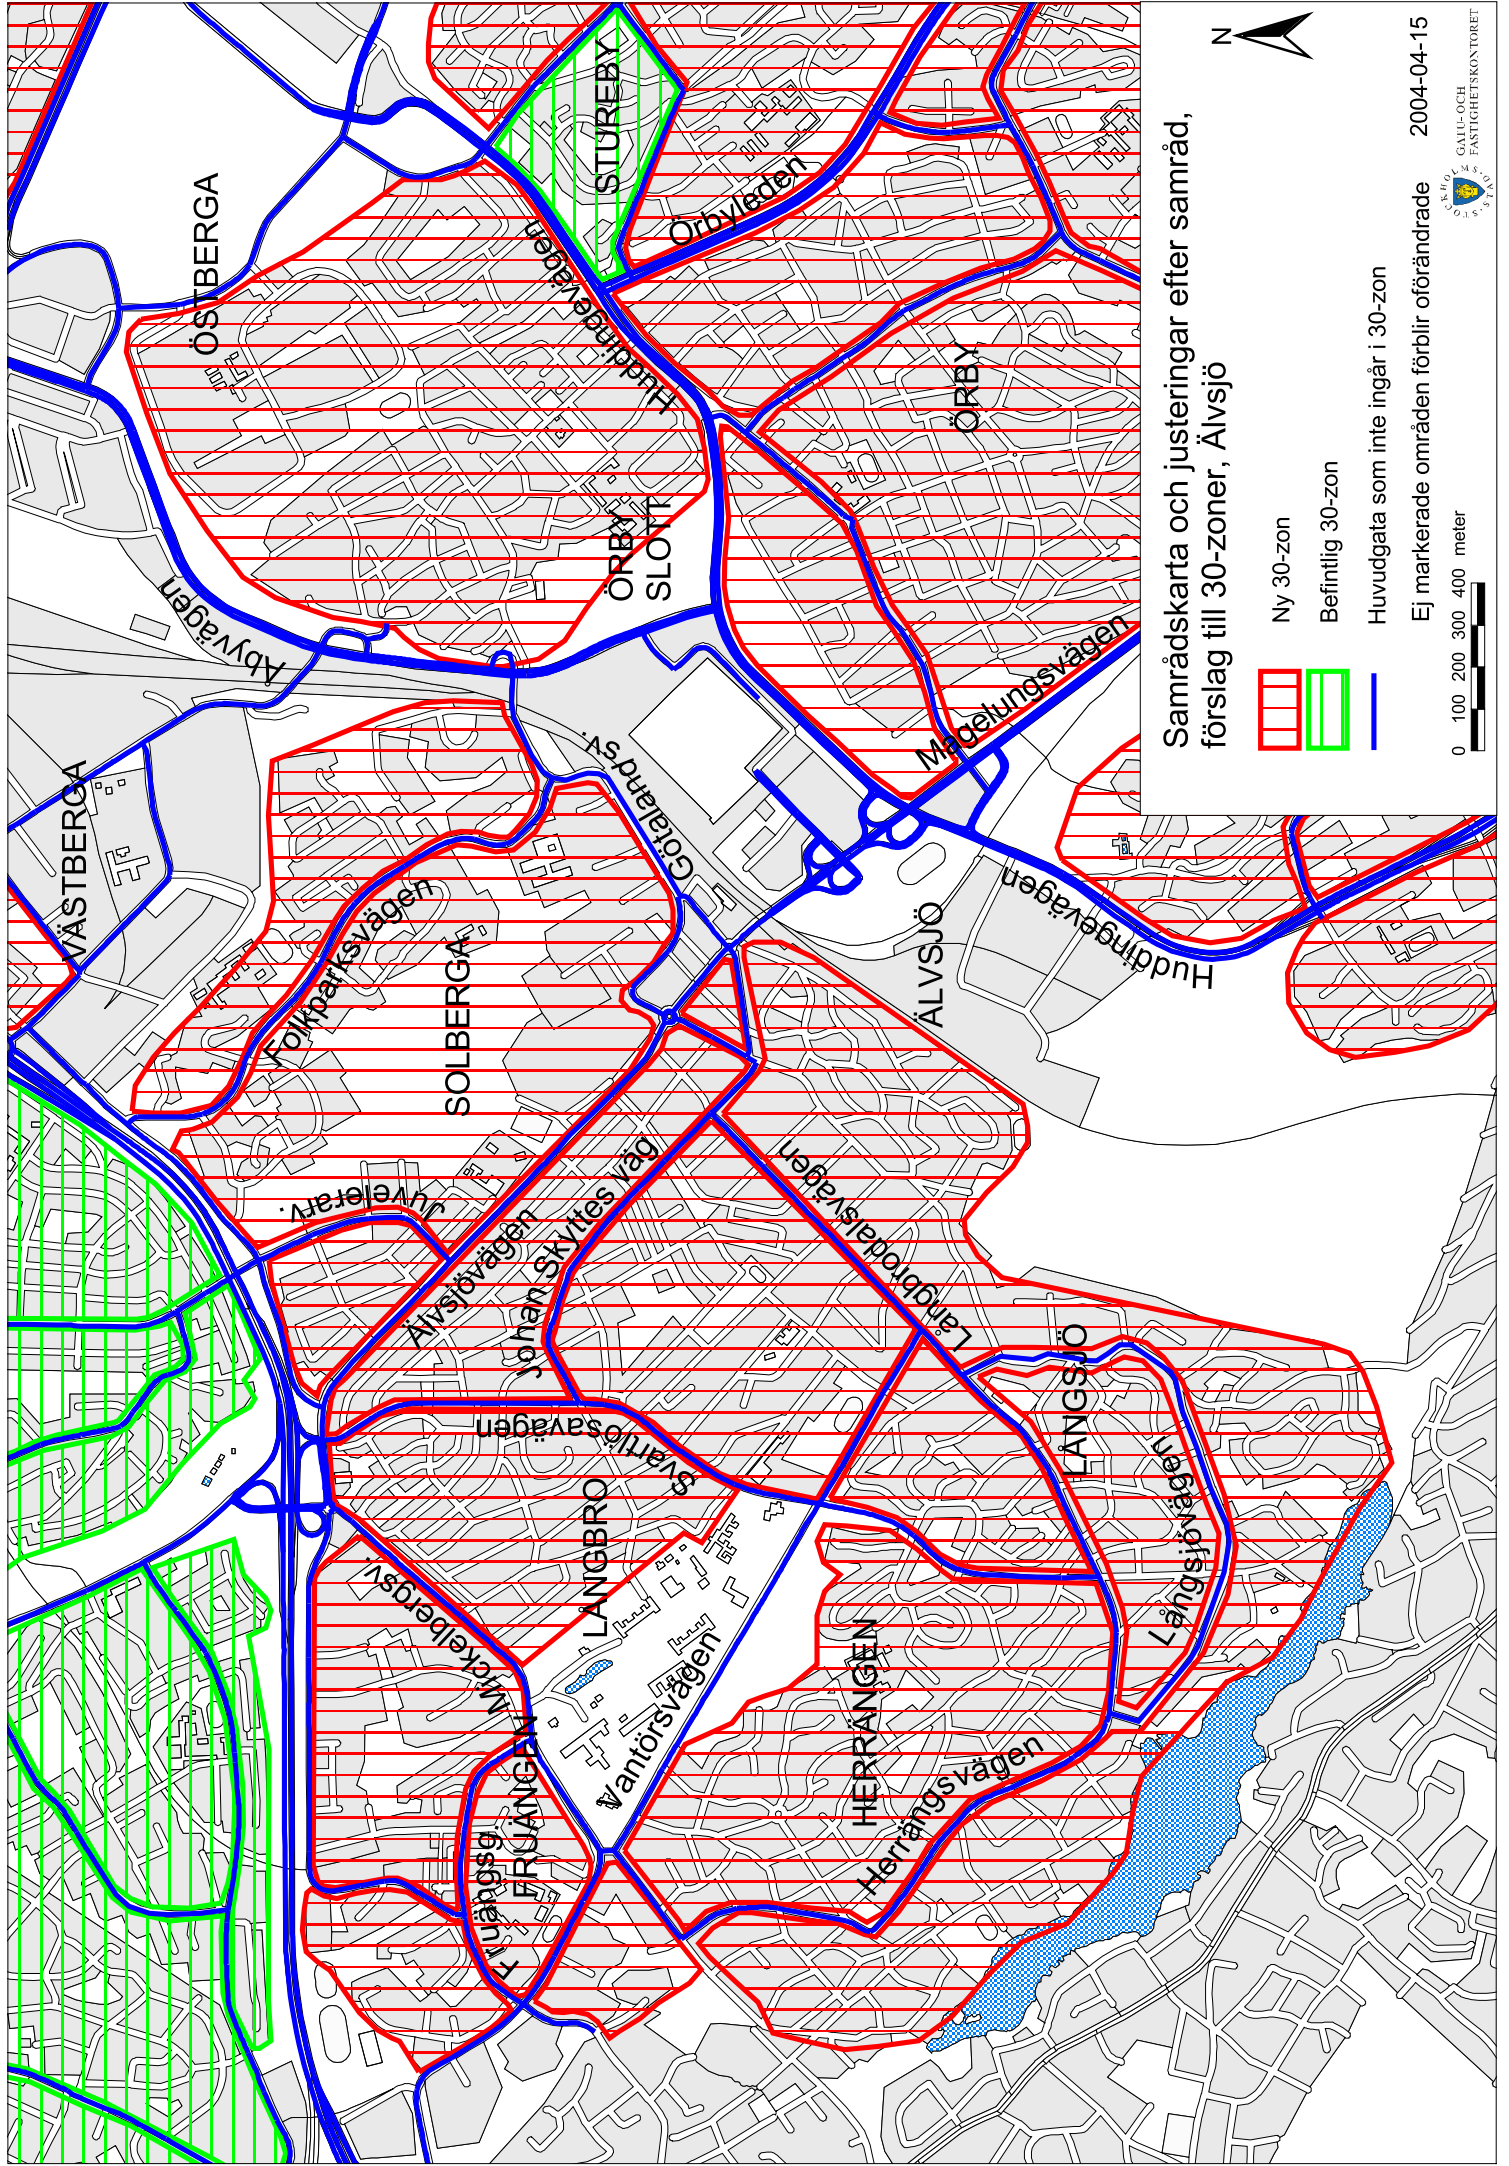 Samrådskarta och justeringar efter samråd,
förslag till 30-zoner, Älvsjö
Ny 30-zon
Befintlig 30-zon
Huvudgata som inte ingår i 30-zon
Ej markerade områden förblir oförändrade
2004-04-15
0 100 200 300 400 meter
N
GATU- OCH
FASTIGHETSKONTORET
STOCKHOLMS
STADS
VÄSTBERGA
ÖSTBERGA
Åbyvägen
STUREBY
Örbyleden
Huddingevägen
ÖRBY
SLOTT
ÖRBY
Magelungsvägen
Götalandsv.
Folkparksvägen
SOLBERGA
ÄLVSJÖ
Huddingevägen
Juvelerarv.
Älvsjövägen
Johan Skyttes väg
Långbrodalsvägen
Svartlösavägen
LÅNGBRO
LÅNGSJÖ
Långsjövägen
Mickelbergsv.
FRUÄNGEN
Fruängsg.
Vantörsvägen
HERRÄNGEN
Herrängsvägen